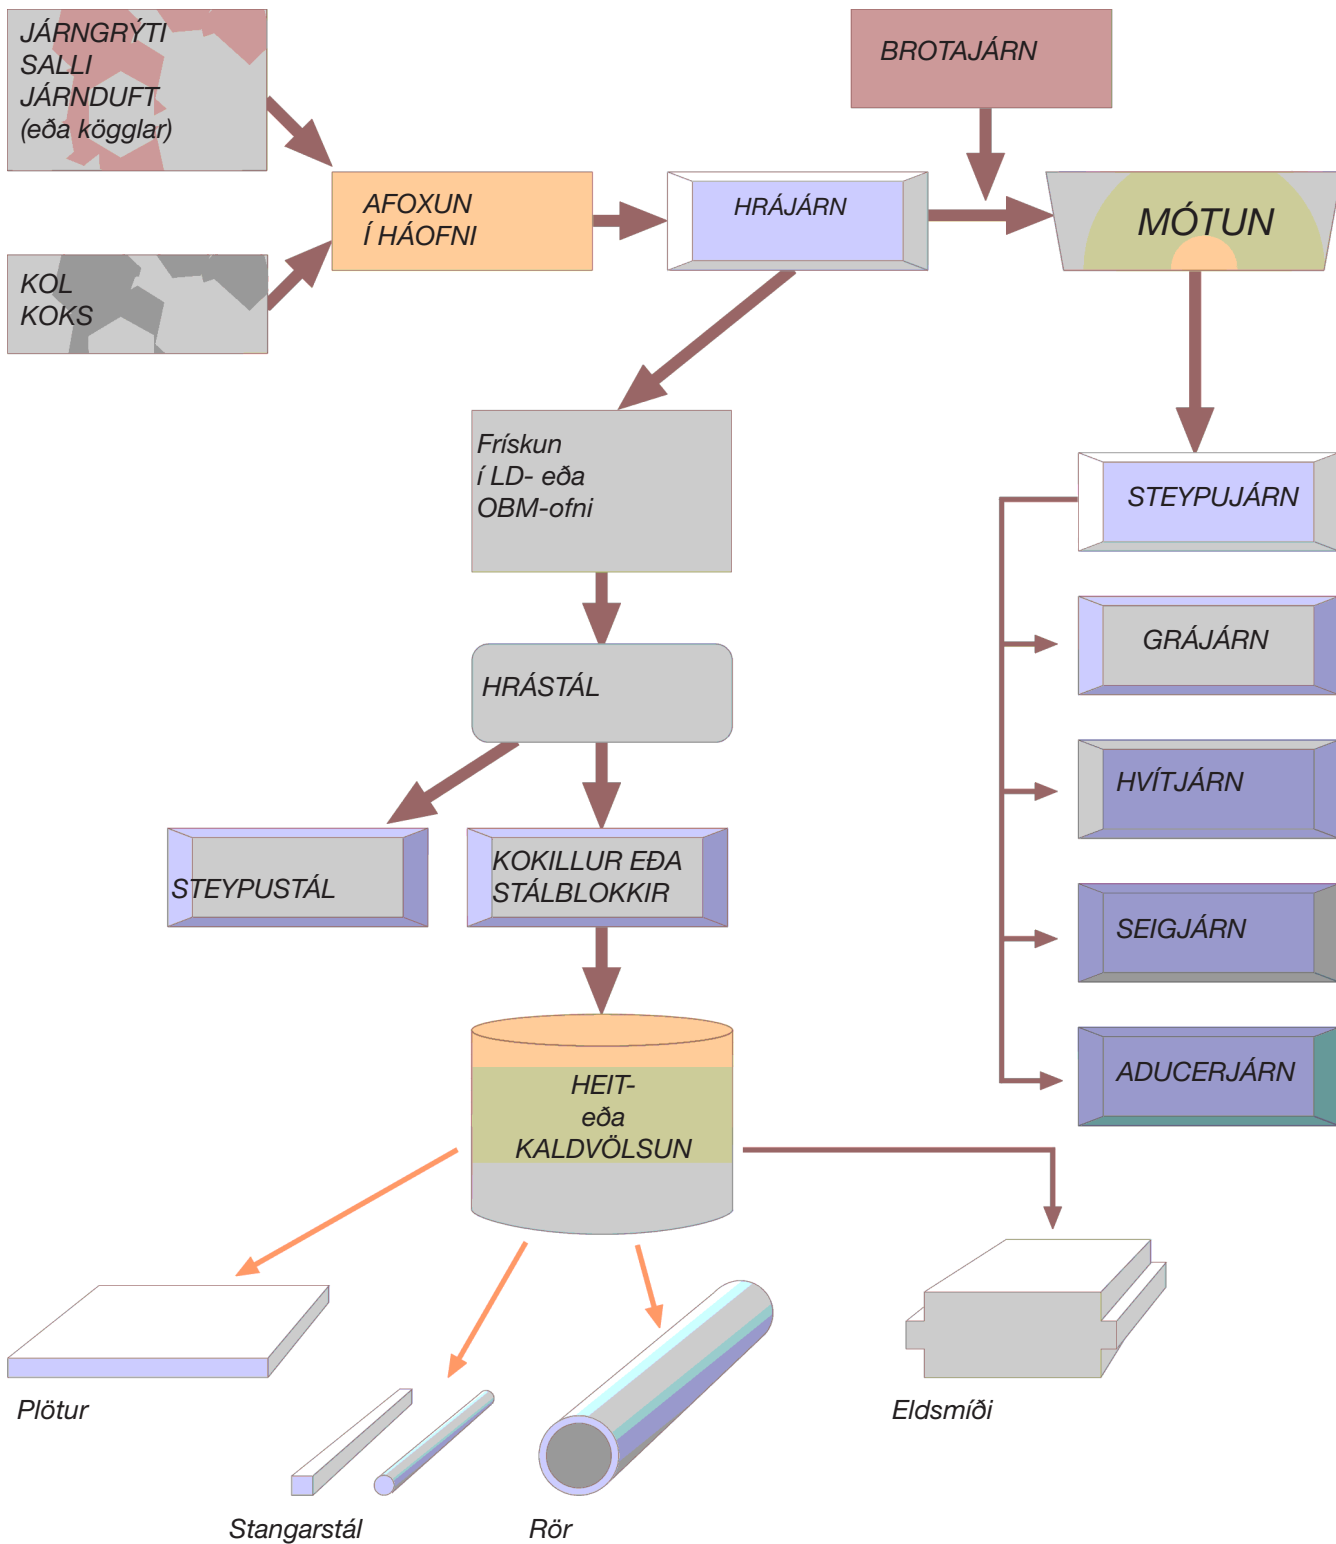 JÁRNGRÝTI
SALLI
JÁRNDUFT
(eða kögglar)
BROTAJÁRN
AFOXUN
Í HÁOFNI
HRÁJÁRN
MÓTUN
KOL
KOKS
Frískun
í LD- eða
OBM-ofni
STEYPUJÁRN
GRÁJÁRN
HRÁSTÁL
HVÍTJÁRN
STEYPUSTÁL
KOKILLUR EÐA
STÁLBLOKKIR
SEIGJÁRN
ADUCERJÁRN
HEIT-
eða
KALDVÖLSUN
Plötur
Eldsmíði
Stangarstál
Rör